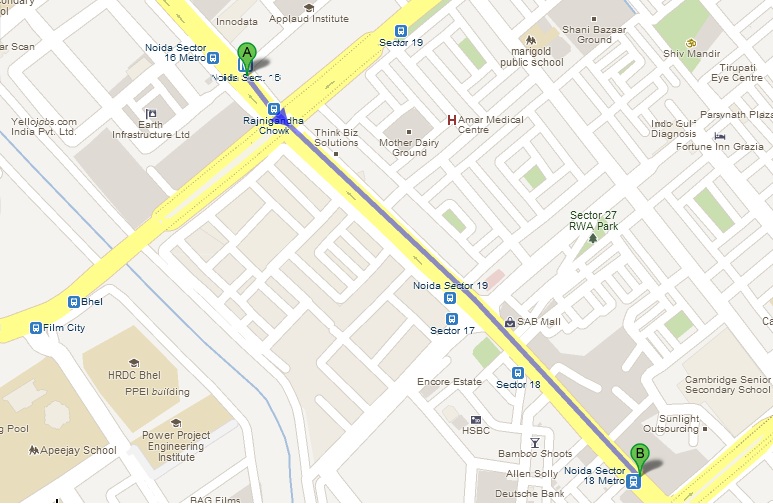 Innodata
Applaud Institute
Shani Bazaar
Ground
ar Scan
Noida Sector
16 Metro
A
Sector 19
marigold
public school
Shiv Mandir
Tirupati
Eye Centre
Yellojobs.com
India Pvt. Ltd.
Earth
Infrastructure Ltd
Rajnigandha
Chowk
Think Biz
Solutions
Mother Dairy
Ground
H Amar Medical
Centre
Indo Gulf
Diagnosis
Parsvnath Plaza
Fortune Inn Grazia
Sector 27
RWA Park
Noida Sector 19
Bhel
Film City
Sector 17
SAB Mall
HRDC Bhel
PPEI building
Encore Estate
Sector 18
Cambridge Senior
Secondary School
g Pool
Apeejay School
Power Project
Engineering
Institute
HSBC
Sunlight
Outsourcing
Bamboo Shoots
B
Allen Solly
Noida Sector
18 Metro
Deutsche Bank
BAG Films